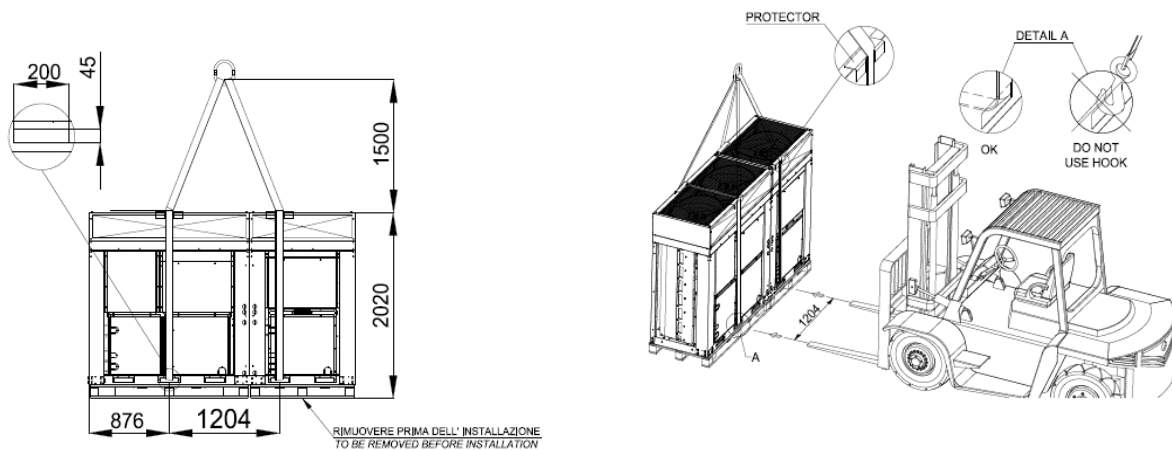 200
45
1500
2020
876
1204
RIMUOVERE PRIMA DELL' INSTALLAZIONE
TO BE REMOVED BEFORE INSTALLATION
PROTECTOR
DETAIL A
OK
DO NOT
USE HOOK
1204
A